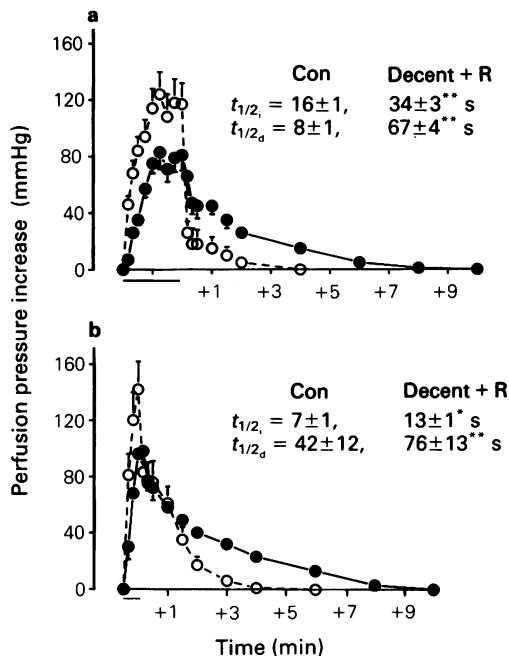 a
160
120
80
40
0
Con Decent + R
t1/2i = 16±1, 34±3** s
t1/2d = 8±1, 67±4** s
+1 +3 +5 +7 +9
b
160
120
80
40
0
Con Decent + R
t1/2i = 7±1, 13±1* s
t1/2d = 42±12, 76±13** s
+1 +3 +5 +7 +9
Perfusion pressure increase (mmHg)
Time (min)